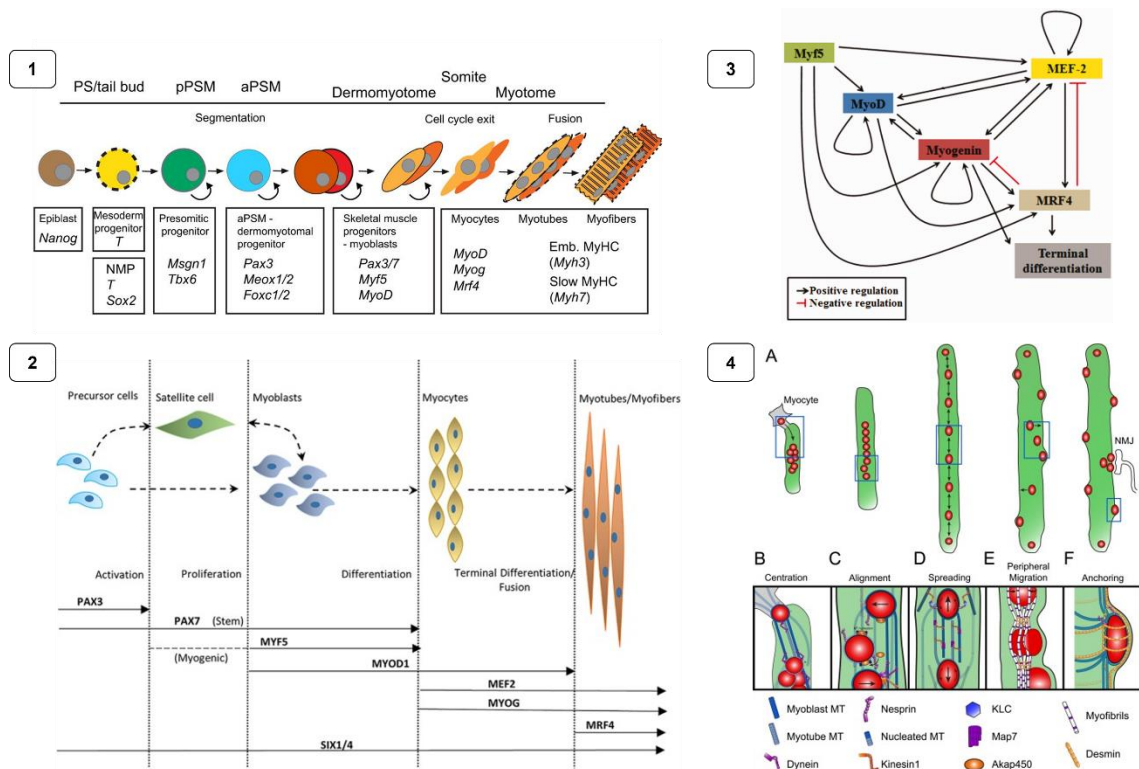 1
PS/tail bud
pPSM
aPSM
Somite
Dermomyotome
Myotome
Segmentation
Cell cycle exit
Fusion
Epiblast
Nanog
Mesoderm
progenitor
T
NMP
T
Sox2
Presomitic
progenitor
Msgn1
Tbx6
aPSM -
dermomyotomal
progenitor
Pax3
Meox1/2
Foxc1/2
Skeletal muscle
progenitors
- myoblasts
Pax3/7
Myf5
MyoD
Myocytes
Myotubes
Myofibers
MyoD
Myog
Mrf4
Emb. MyHC
(Myh3)
Slow MyHC
(Myh7)
3
Myf5
MEF-2
MyoD
Myogenin
MRF4
Terminal
differentiation
Positive regulation
Negative regulation
2
Precursor cells
Satellite cell
Myoblasts
Myocytes
Myotubes/Myofibers
Activation
Proliferation
Differentiation
Terminal Differentiation/
Fusion
PAX3
PAX7 (Stem)
MYF5
(Myogenic)
MYOD1
MEF2
MYOG
MRF4
SIX1/4
4
A
Myocyte
NMJ
B
Centration
C
Alignment
D
Spreading
E
Peripheral
Migration
F
Anchoring
Myoblast MT
Nesprin
KLC
Myofibrils
Myotube MT
Nucleated MT
Map7
Desmin
Dynein
Kinesin1
Akap450